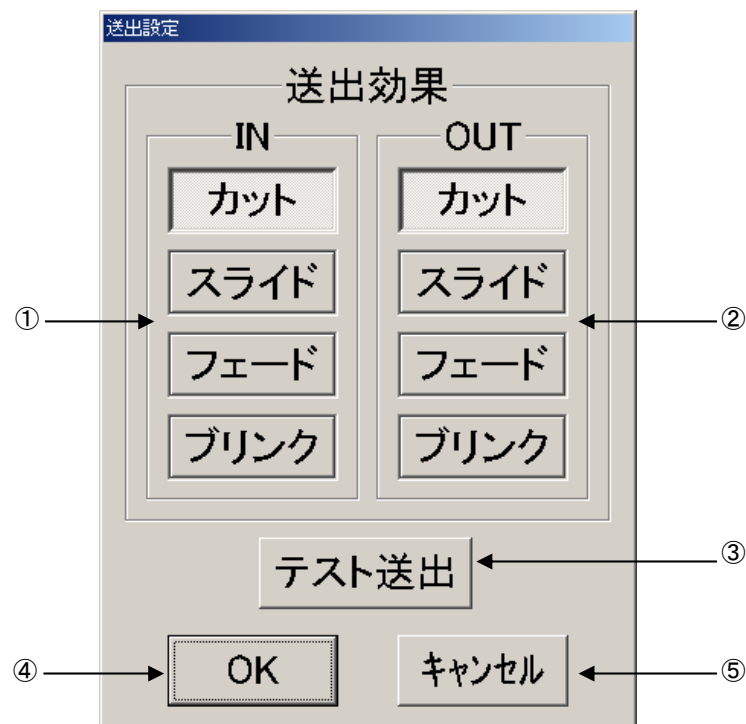 送出設定
送出効果
IN OUT
カット カット
スライド スライド
① ②
フェード フェード
ブリンク ブリンク
テスト送出 ③
④ OK キャンセル ⑤